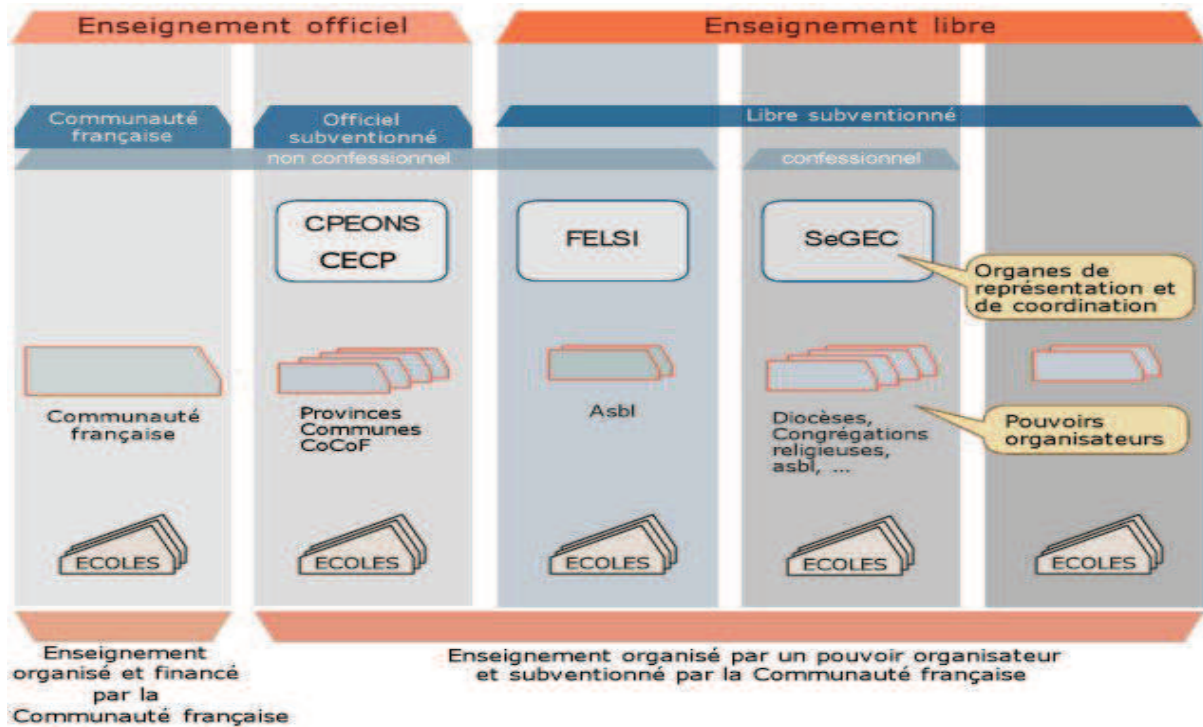 Enseignement officiel
Enseignement libre
Communauté
française
Officiel
subventionné
Libre subventionné
non confessionnel
confessionnel
CPEONS
CECP
FELSI
SeGEC
Organes de
représentation et
de coordination
Communauté
française
Provinces
Communes
CoCoF
Asbl
Diocèses,
Congrégations
religieuses,
asbl, ...
Pouvoirs
organisateurs
ECOLES
ECOLES
ECOLES
ECOLES
ECOLES
Enseignement
organisé et financé
par la
Communauté française
Enseignement organisé par un pouvoir organisateur
et subventionné par la Communauté française